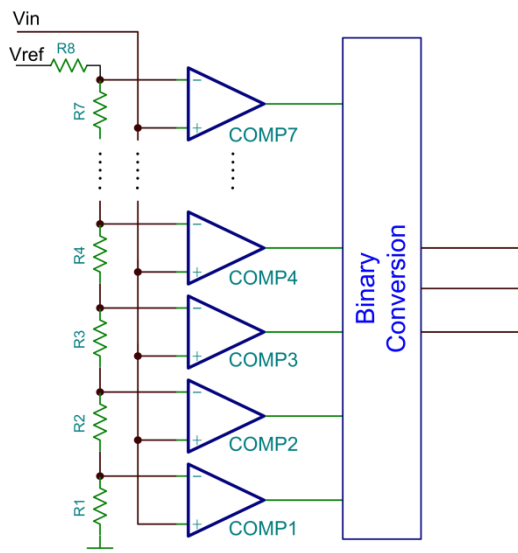 Vin
Vref
R8
R7
COMP7
R4
COMP4
R3
COMP3
R2
COMP2
R1
COMP1
Binary
Conversion